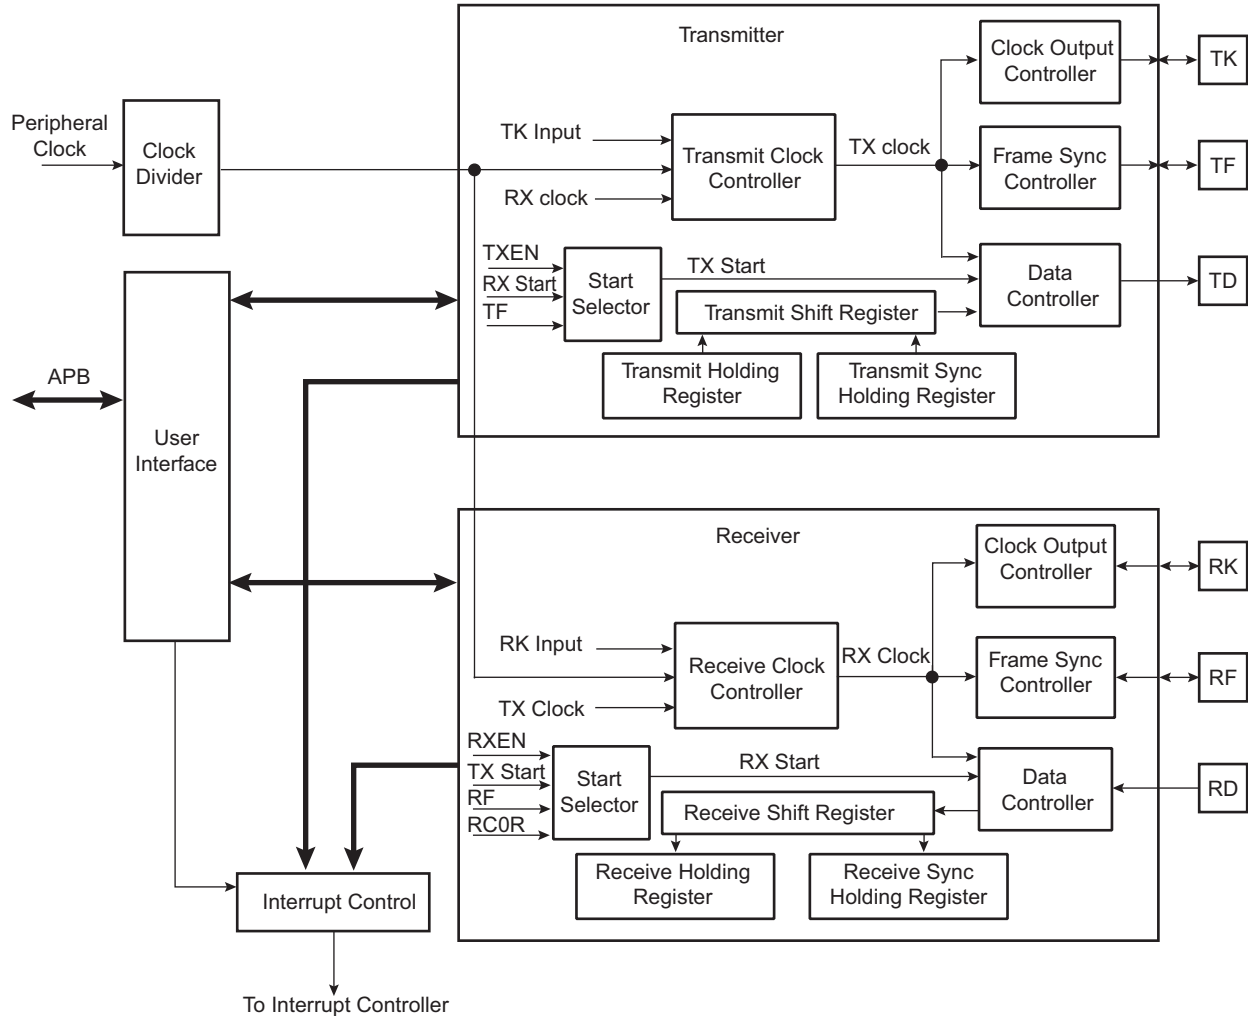 Transmitter
Clock Output
Controller
TK
Peripheral
Clock
Clock
Divider
TK Input
RX clock
Transmit Clock
Controller
TX clock
Frame Sync
Controller
TF
TXEN
RX Start
TF
Start
Selector
TX Start
Data
Controller
TD
Transmit Shift Register
Transmit Holding
Register
Transmit Sync
Holding Register
APB
User
Interface
Receiver
Clock Output
Controller
RK
RK Input
TX Clock
Receive Clock
Controller
RX Clock
Frame Sync
Controller
RF
RXEN
TX Start
RF
RC0R
Start
Selector
RX Start
Data
Controller
RD
Receive Shift Register
Receive Holding
Register
Receive Sync
Holding Register
Interrupt Control
To Interrupt Controller